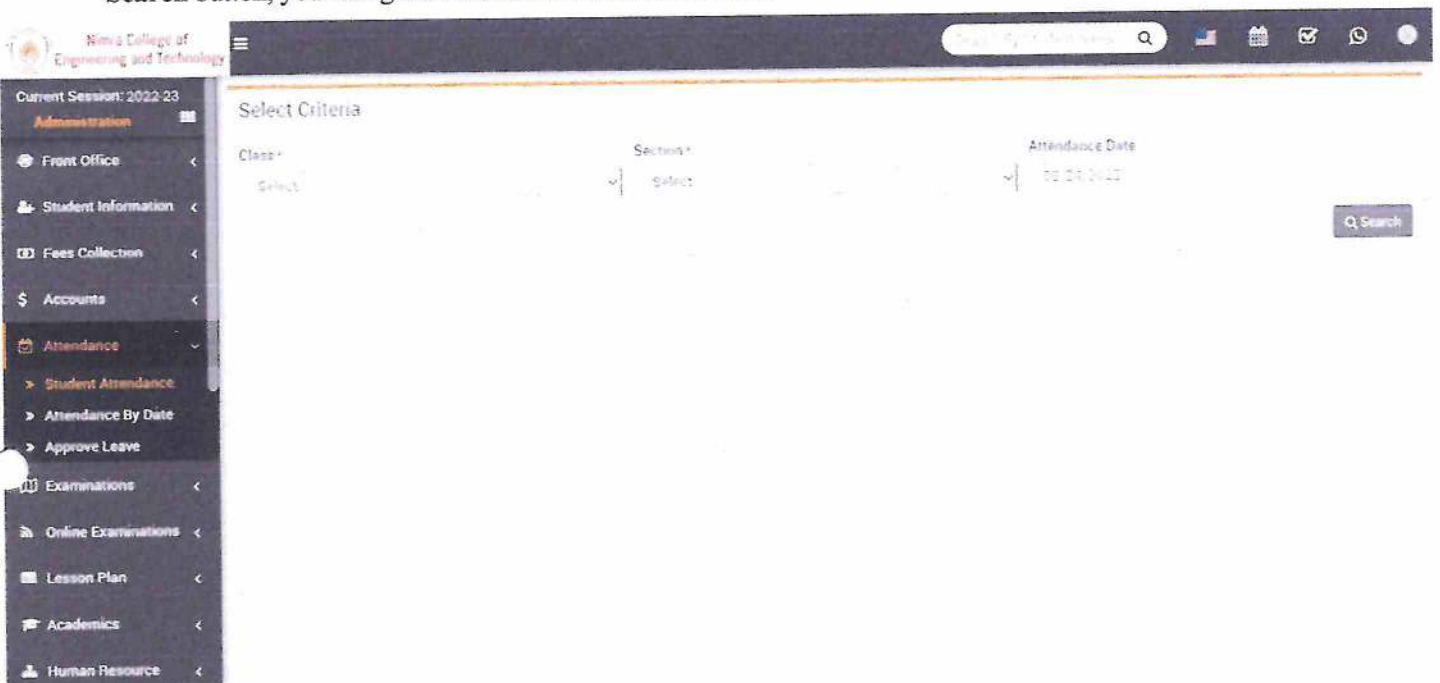 Nimra College of
Engineering and Technology
Current Session: 2022-23
Administration
Front Office
Student Information
Fees Collection
$ Accounts
Attendance
Student Attendance
Attendance By Date
Approve Leave
Examinations
Online Examinations
Lesson Plan
Academics
Human Resource
Select Criteria
Class *
Select
Section *
Select
Attendance Date
Search